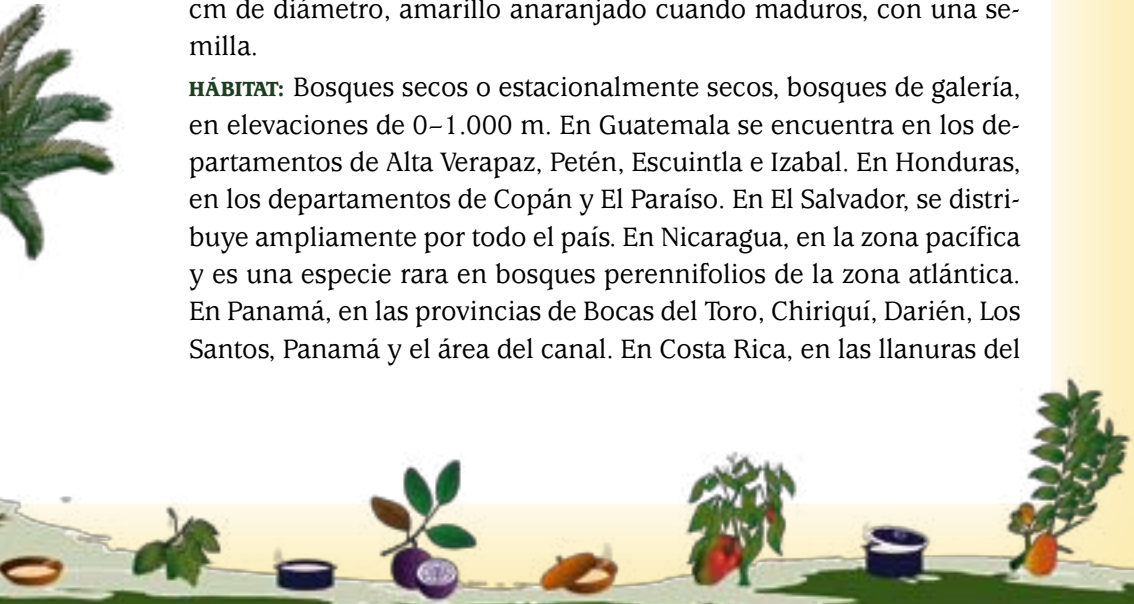 cm de diámetro, amarillo anaranjado cuando maduros, con una se-
milla.
HÁBITAT: Bosques secos o estacionalmente secos, bosques de galería,
en elevaciones de 0–1.000 m. En Guatemala se encuentra en los de-
partamentos de Alta Verapaz, Petén, Escuintla e Izabal. En Honduras,
en los departamentos de Copán y El Paraíso. En El Salvador, se distri-
buye ampliamente por todo el país. En Nicaragua, en la zona pacífica
y es una especie rara en bosques perennifolios de la zona atlántica.
En Panamá, en las provincias de Bocas del Toro, Chiriquí, Darién, Los
Santos, Panamá y el área del canal. En Costa Rica, en las llanuras del